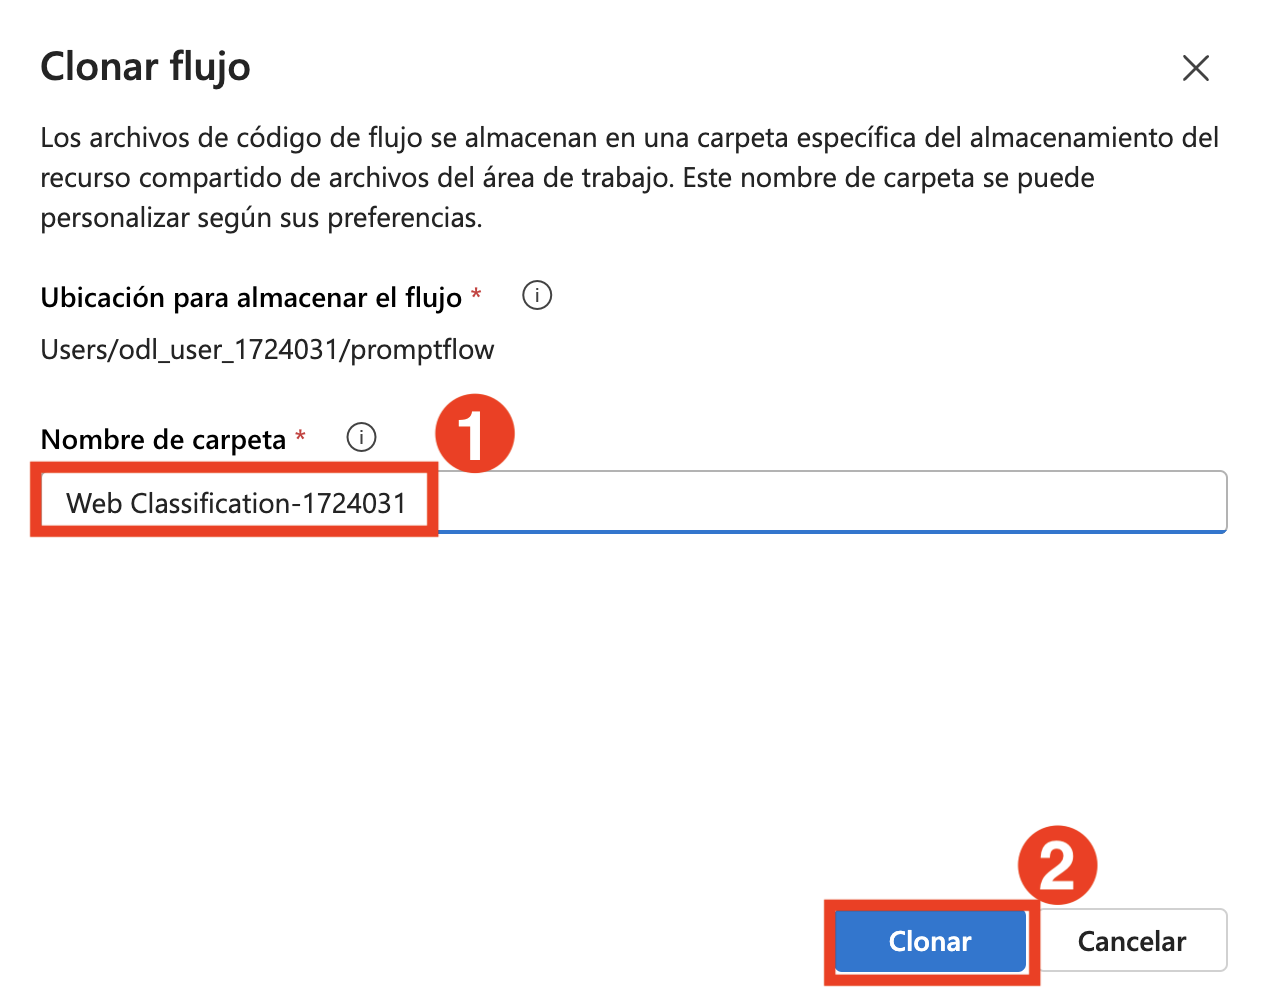 Clonar flujo
Los archivos de código de flujo se almacenan en una carpeta específica del almacenamiento del
recurso compartido de archivos del área de trabajo. Este nombre de carpeta se puede
personalizar según sus preferencias.
Ubicación para almacenar el flujo *
Users/odl_user_1724031/promptflow
Nombre de carpeta *
1
Web Classification-1724031
2
Clonar
Cancelar